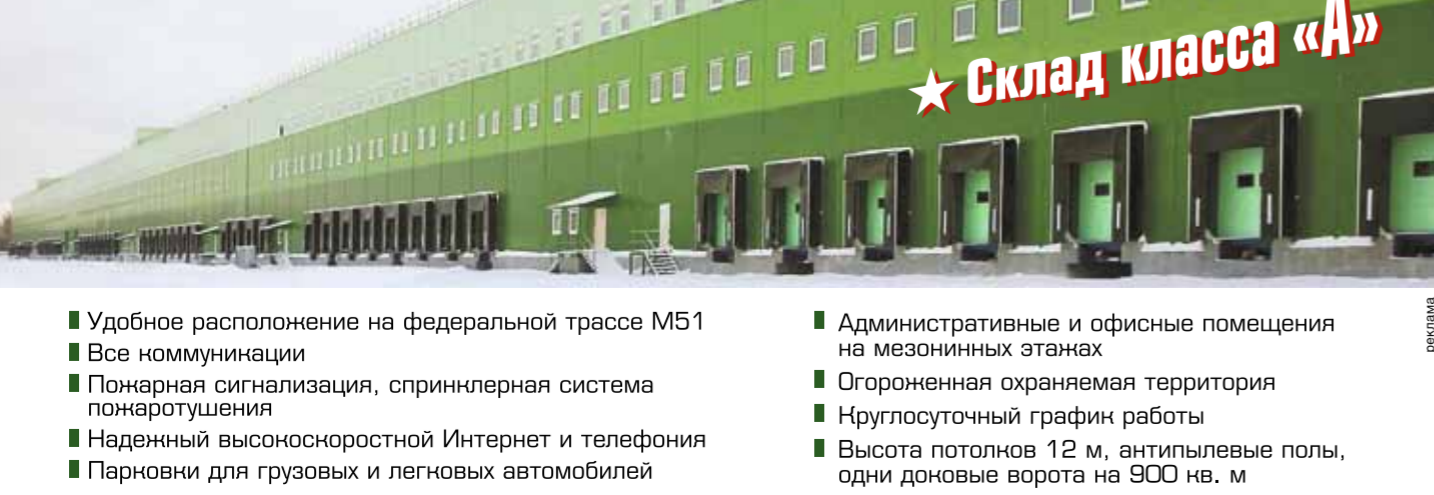 ★ Склад класса «А»
Удобное расположение на федеральной трассе М51
Все коммуникации
Пожарная сигнализация, спринклерная система
пожаротушения
Надежный высокоскоростной Интернет и телефония
Парковки для грузовых и легковых автомобилей
Административные и офисные помещения
на мезонинных этажах
Огороженная охраняемая территория
Круглосуточный график работы
Высота потолков 12 м, антипылевые полы,
одни доковые ворота на 900 кв. м
реклама